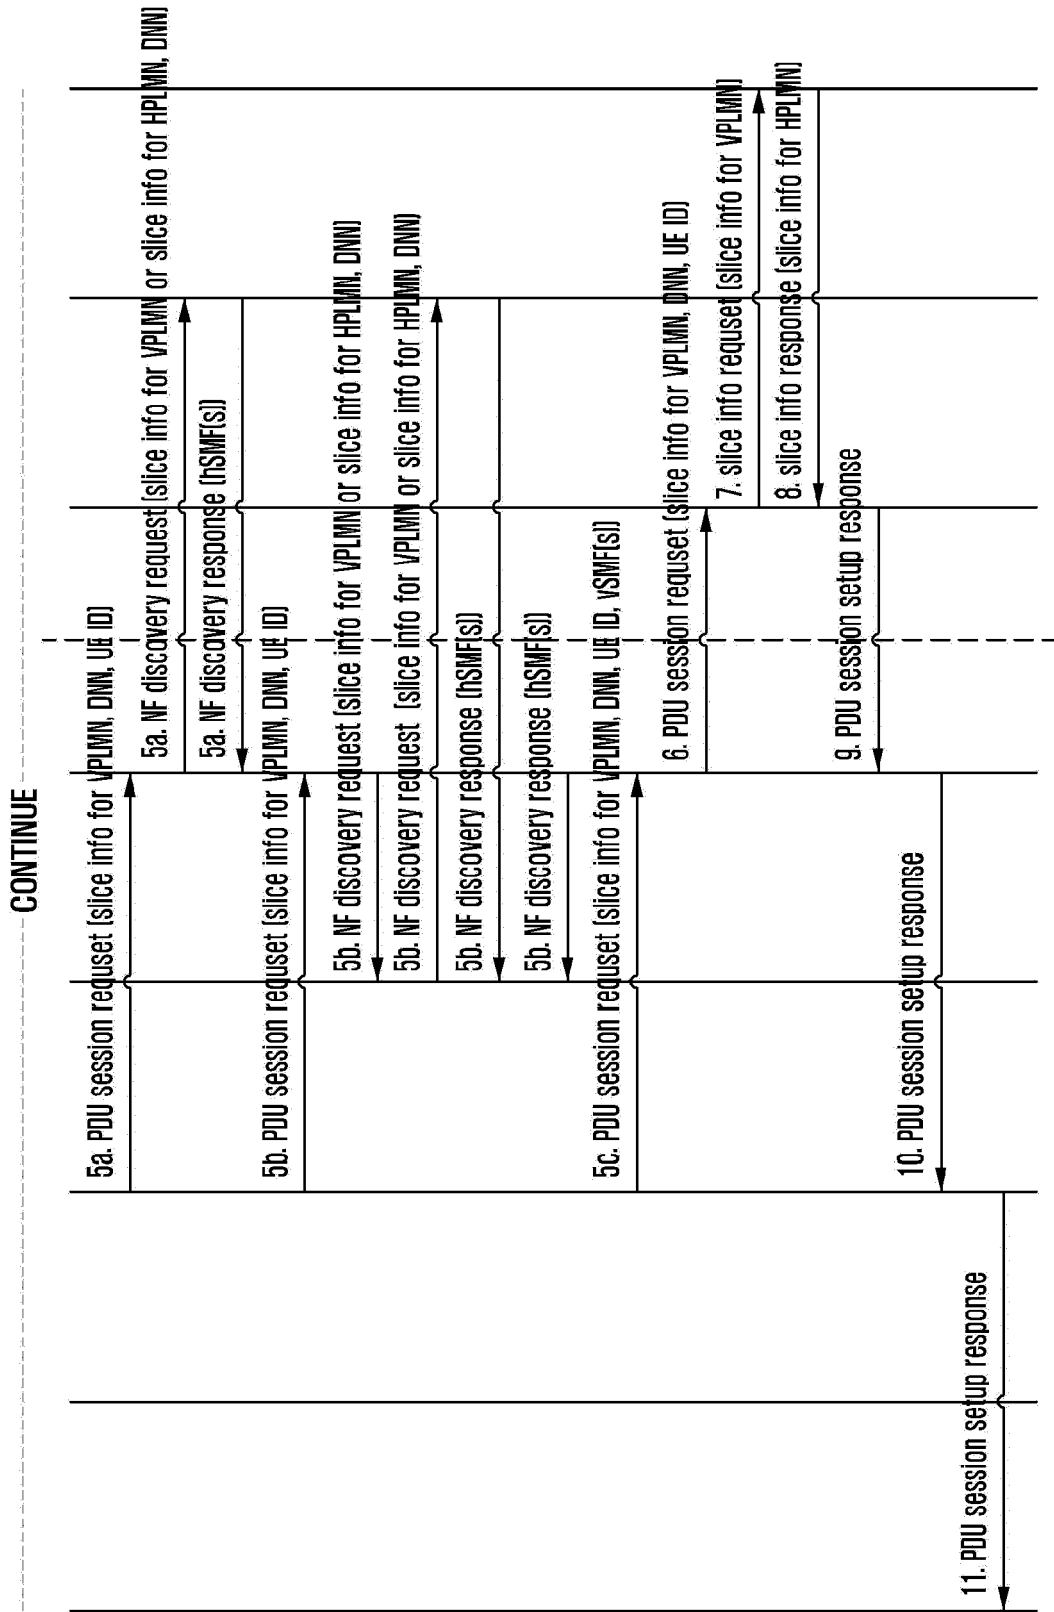 CONTINUE
5a. PDU session requset (slice info for VPLMN, DNN, UE ID)
5a. NF discovery request (slice info for VPLMN or slice info for HPLMN, DNN)
5a. NF discovery response (hSMF(s))
5b. PDU session requset (slice info for VPLMN, DNN, UE ID)
5b. NF discovery request (slice info for VPLMN or slice info for HPLMN, DNN)
5b. NF discovery request (slice info for VPLMN or slice info for HPLMN, DNN)
5b. NF discovery response (hSMF(s))
5b. NF discovery response (hSMF(s))
5c. PDU session requset (slice info for VPLMN, DNN, UE ID, vSMF(s))
6. PDU session requset (slice info for VPLMN, DNN, UE ID)
7. slice info requset (slice info for VPLMN)
8. slice info response (slice info for HPLMN)
9. PDU session setup response
10. PDU session setup response
11. PDU session setup response